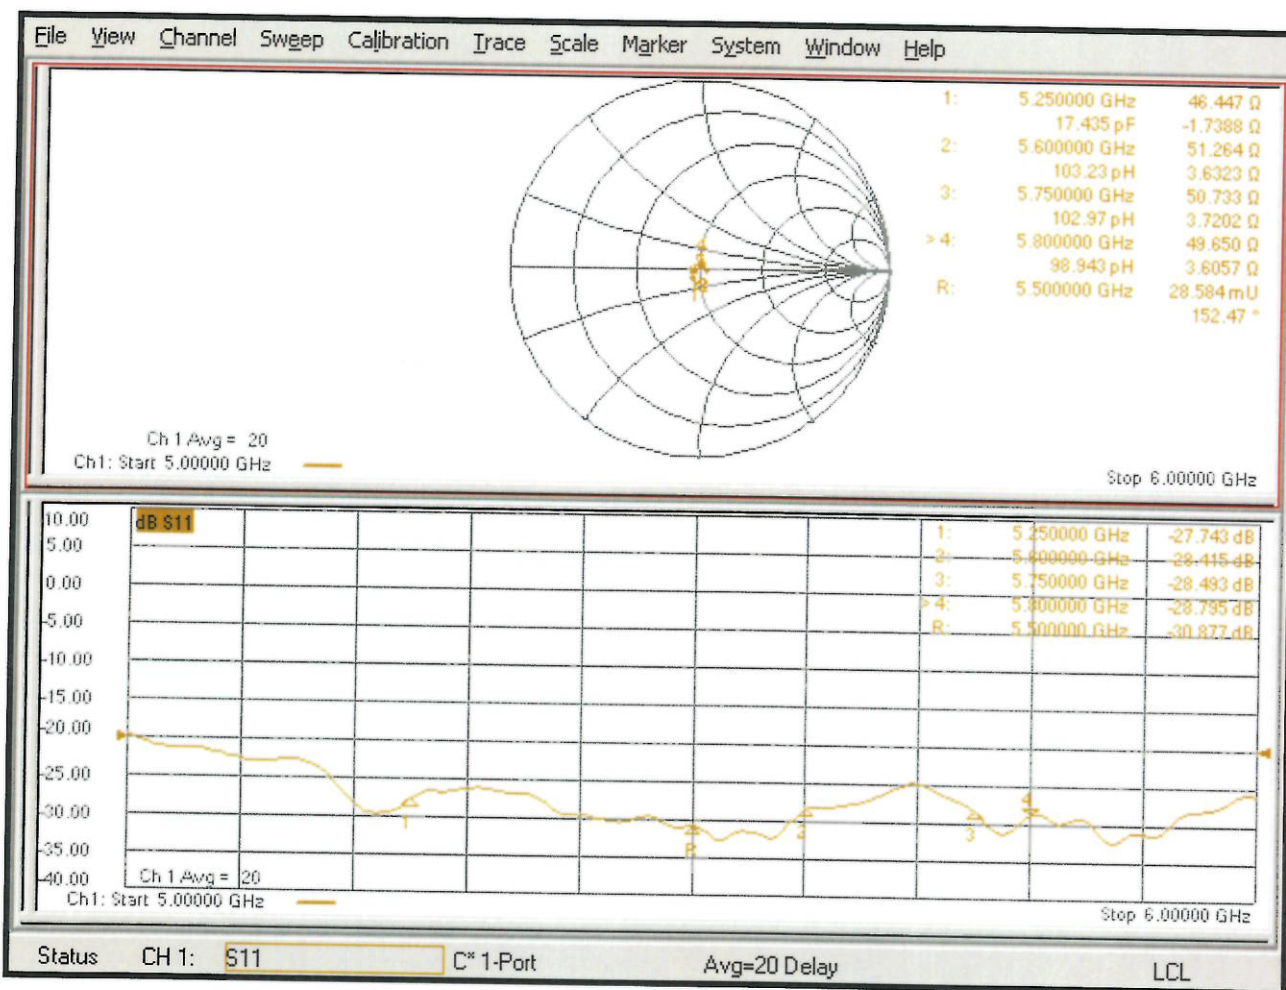 File View Channel Sweep Calibration Trace Scale Marker System Window Help
1: 5.250000 GHz 46.447 Ω
17.435 pF -1.7388 Ω
2: 5.600000 GHz 51.264 Ω
103.23 pH 3.6323 Ω
3: 5.750000 GHz 50.733 Ω
102.97 pH 3.7202 Ω
> 4: 5.800000 GHz 49.650 Ω
98.943 pH 3.6057 Ω
R: 5.500000 GHz 28.584 mU
152.47 °
Ch 1 Avg = 20
Ch1: Start 5.00000 GHz
Stop 6.00000 GHz
10.00
5.00
0.00
-5.00
-10.00
-15.00
-20.00
-25.00
-30.00
-35.00
-40.00
dB S11
1: 5.250000 GHz -27.743 dB
2: 5.600000 GHz -28.415 dB
3: 5.750000 GHz -28.493 dB
> 4: 5.800000 GHz -28.795 dB
R: 5.500000 GHz -30.877 dB
1
R
2
3
4
Ch 1 Avg = 20
Ch1: Start 5.00000 GHz
Stop 6.00000 GHz
Status CH 1: S11 C* 1-Port Avg=20 Delay LCL